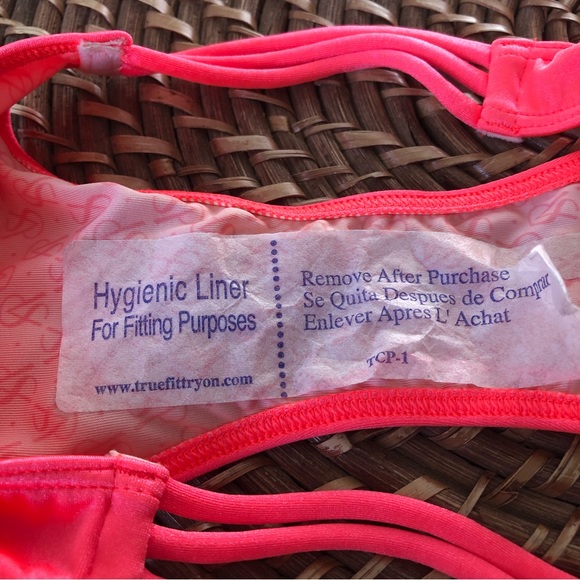 Hygienic Liner
For Fitting Purposes
www.truefittryon.com
Remove After Purchase
Se Quita Despues de Comprar
Enlever Apres L' Achat
TCP-1